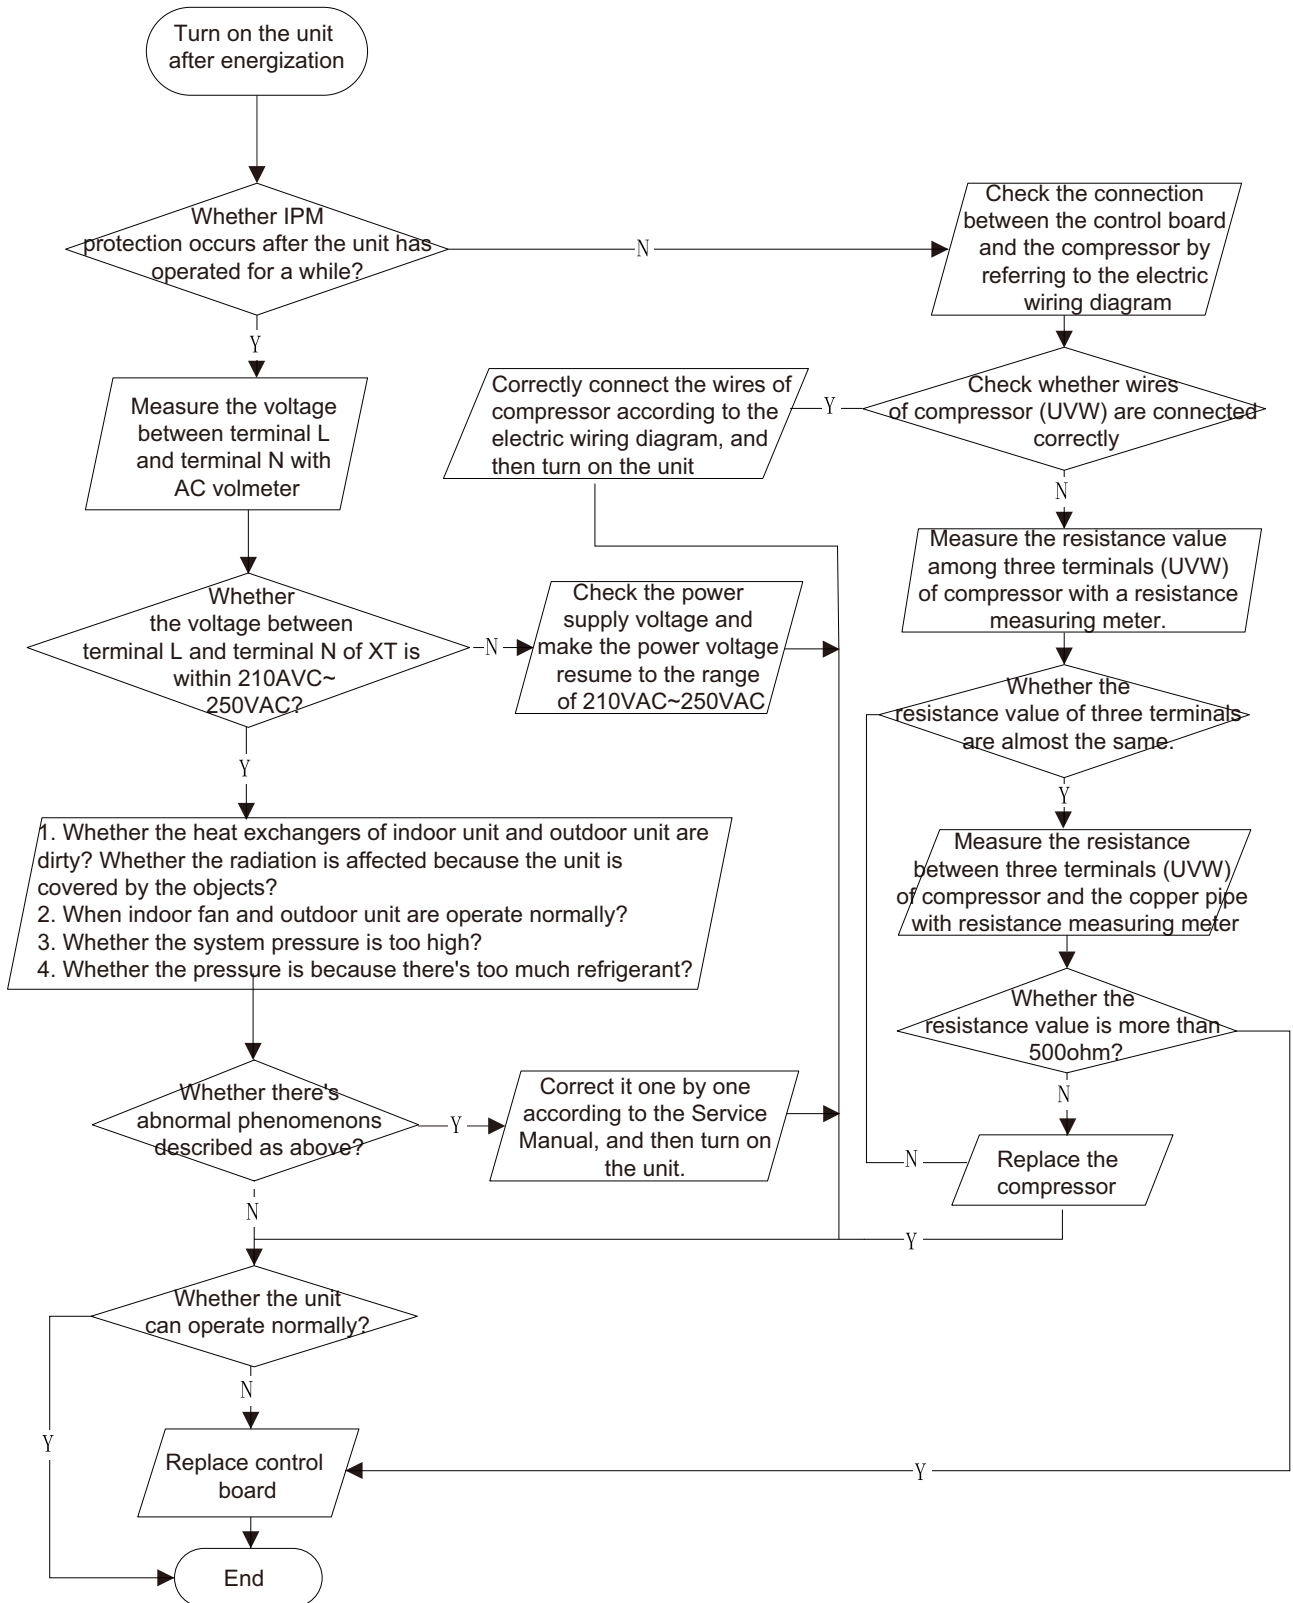 Turn on the unit
after energization
Whether IPM
protection occurs after the unit has
operated for a while?
N
Check the connection
between the control board
and the compressor by
referring to the electric
wiring diagram
Y
Measure the voltage
between terminal L
and terminal N with
AC volmeter
Correctly connect the wires of
compressor according to the
electric wiring diagram, and
then turn on the unit
Y
Check whether wires
of compressor (UVW) are connected
correctly
N
Measure the resistance value
among three terminals (UVW)
of compressor with a resistance
measuring meter.
Whether
the voltage between
terminal L and terminal N of XT is
within 210AVC~
250VAC?
N
Check the power
supply voltage and
make the power voltage
resume to the range
of 210VAC~250VAC
Whether the
resistance value of three terminals
are almost the same.
Y
Y
1. Whether the heat exchangers of indoor unit and outdoor unit are
dirty? Whether the radiation is affected because the unit is
covered by the objects?
2. When indoor fan and outdoor unit are operate normally?
3. Whether the system pressure is too high?
4. Whether the pressure is because there's too much refrigerant?
Measure the resistance
between three terminals (UVW)
of compressor and the copper pipe
with resistance measuring meter
Whether the
resistance value is more than
500ohm?
N
Whether there's
abnormal phenomenons
described as above?
Y
Correct it one by one
according to the Service
Manual, and then turn on
the unit.
N
Replace the
compressor
N
Y
Whether the unit
can operate normally?
N
Y
Replace control
board
Y
End